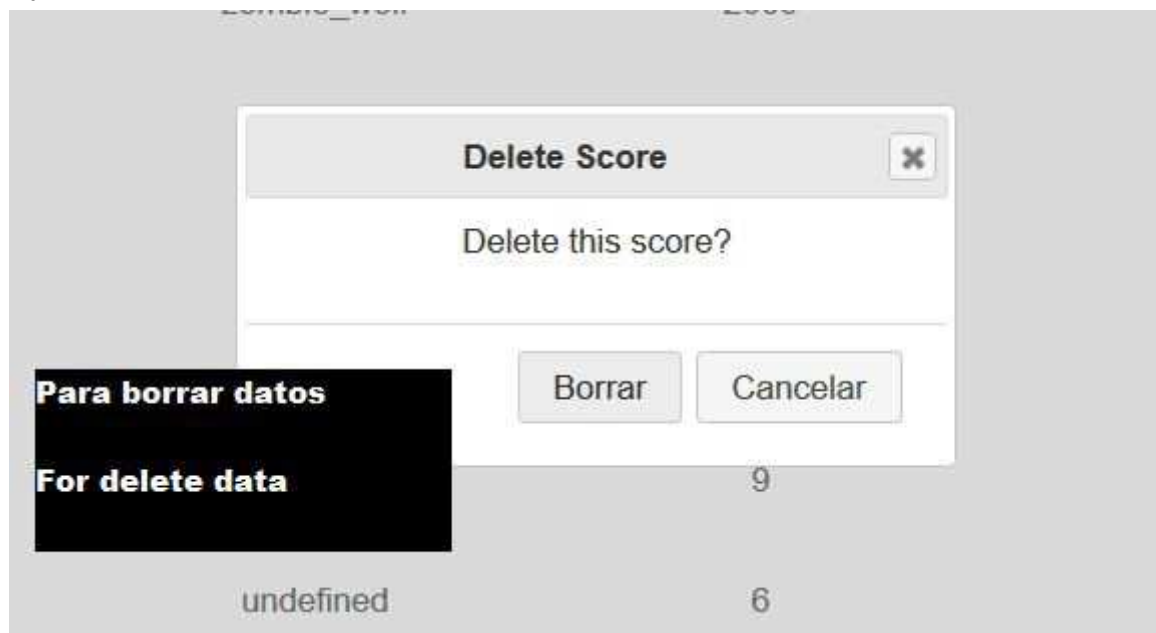 Delete Score
Delete this score?
Borrar Cancelar
Para borrar datos
For delete data
9
undefined 6